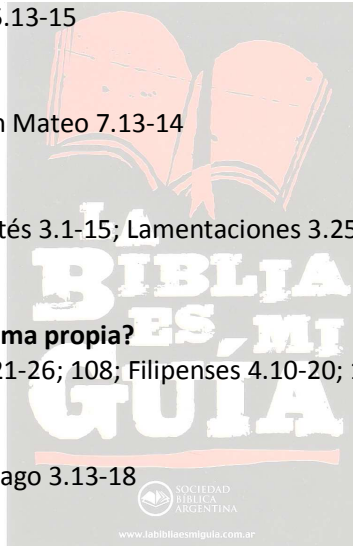 5.13-15
n Mateo 7.13-14
tés 3.1-15; Lamentaciones 3.25
ma propia?
21-26; 108; Filipenses 4.10-20;
ago 3.13-18
LA
BIBLIA
ES MI
GUÍA
SOCIEDAD
BÍBLICA
ARGENTINA
www.labibliaesmiguia.com.ar